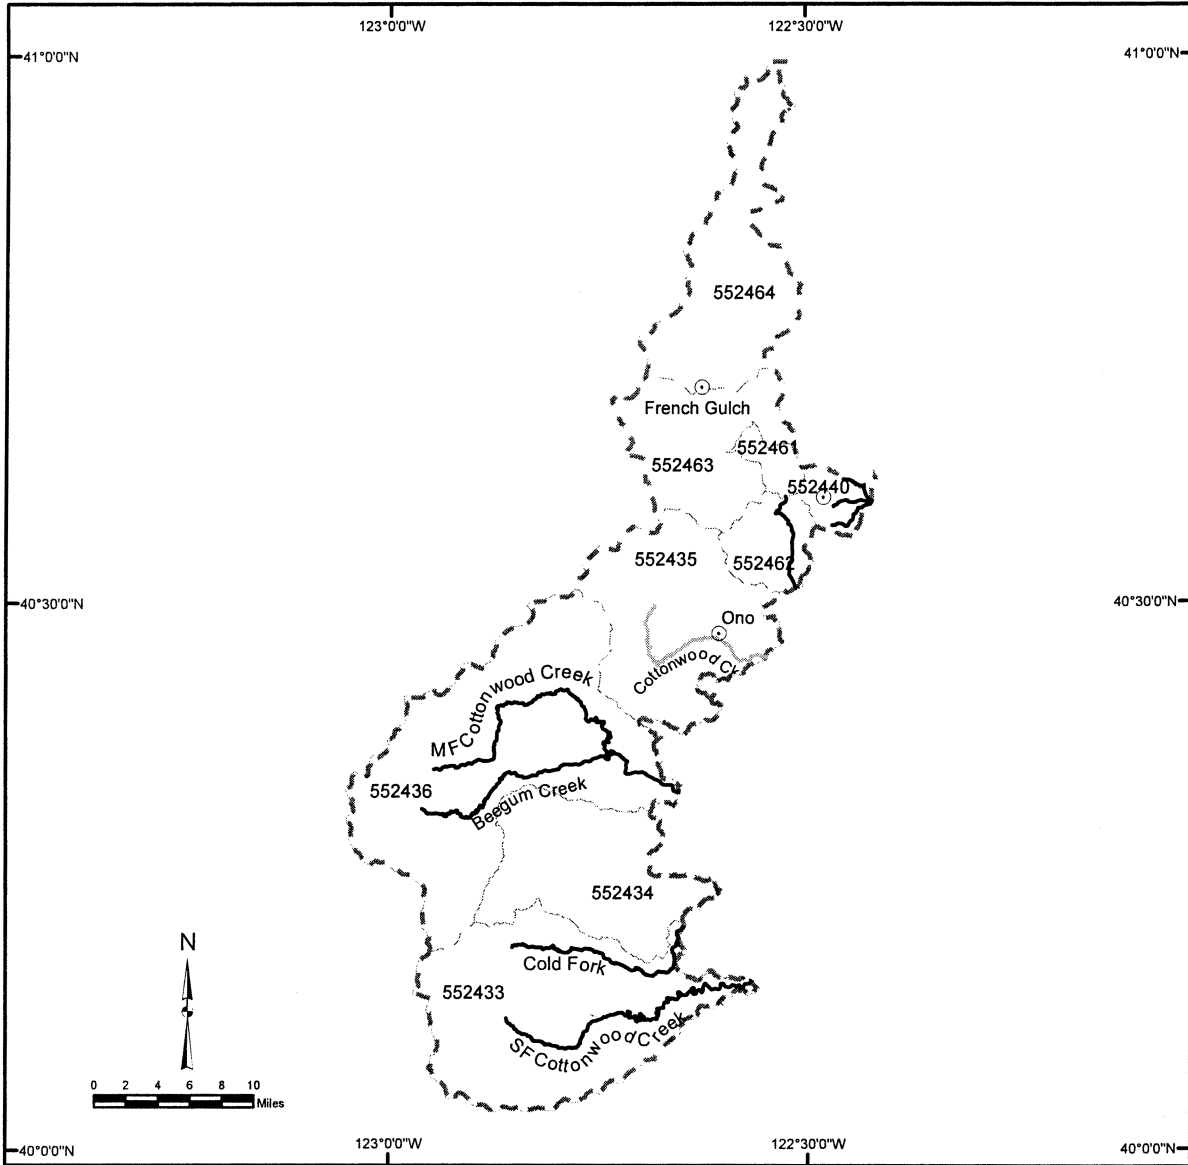 123°0'0"W
122°30'0"W
41°0'0"N
41°0'0"N
552464
French Gulch
552461
552463
552440
552435
552462
40°30'0"N
40°30'0"N
Ono
Cottonwood Ck
MFCottonwood Creek
552436
Beegum Creek
552434
N
Cold Fork
552433
SFCottonwoodCreek
0 2 4 6 8 10
Miles
40°0'0"N
40°0'0"N
123°0'0"W
122°30'0"W